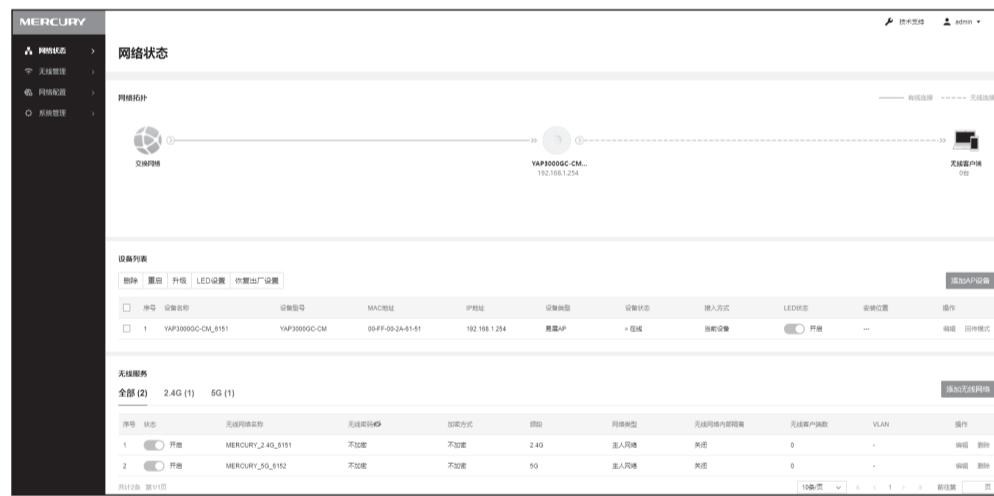 MERCURY
技术支持 admin
网络状态
无线管理
网络配置
系统管理
网络状态
网络拓扑
有线连接 无线连接
交换网络
YAP3000GC-CM...
192.168.1.254
无线客户端
0台
设备列表
删除 重启 升级 LED设置 恢复出厂设置
添加AP设备
序号 设备名称 设备型号 MAC地址 IP地址 设备类型 设备状态 接入方式 LED状态 安装位置 操作
1 YAP3000GC-CM_6151 YAP3000GC-CM 00-FF-00-2A-61-51 192.168.1.254 易展AP 在线 当前设备 开启 --- 编辑 回传模式
无线服务
全部 (2) 2.4G (1) 5G (1)
添加无线网络
序号 状态 无线网络名称 无线密码 加密方式 频段 网络类型 无线网络内部隔离 无线客户端数 VLAN 操作
1 开启 MERCURY_2.4G_6151 不加密 不加密 2.4G 主人网络 关闭 0 - 编辑 删除
2 开启 MERCURY_5G_6152 不加密 不加密 5G 主人网络 关闭 0 - 编辑 删除
共计2条 第1/1页
10条/页 1 前往第 页